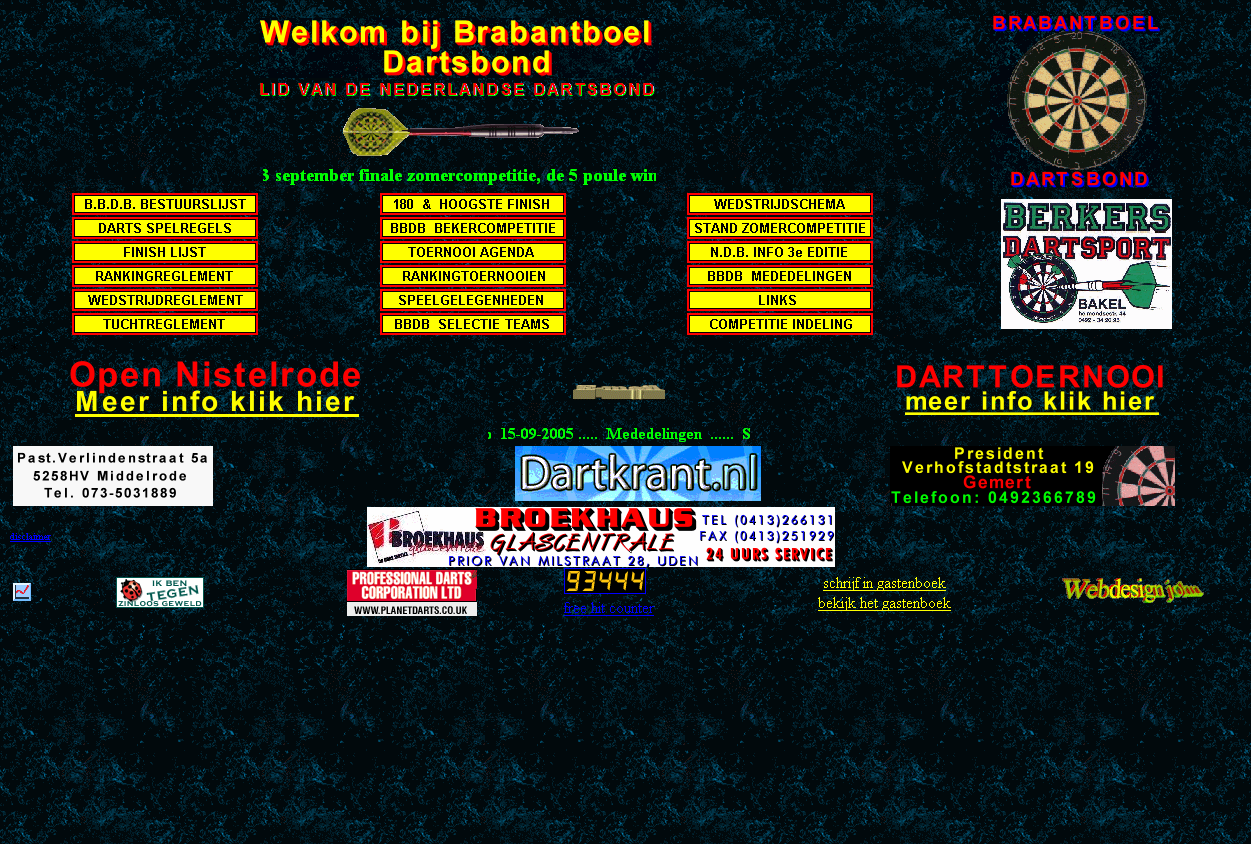 Welkom bij Brabantboel
Dartsbond
LID VAN DE NEDERLANDSE DARTSBOND
3 september finale zomercompetitie, de 5 poule win
BRABANTBOEL
DARTSBOND
B.B.D.B. BESTUURSLIJST
DARTS SPELREGELS
FINISH LIJST
RANKINGREGLEMENT
WEDSTRIJDREGLEMENT
TUCHTREGLEMENT
180 & HOOGSTE FINISH
BBDB BEKERCOMPETITIE
TOERNOOI AGENDA
RANKINGTOERNOOIEN
SPEELGELEGENHEDEN
BBDB SELECTIE TEAMS
WEDSTRIJDSCHEMA
STAND ZOMERCOMPETITIE
N.D.B. INFO 3e EDITIE
BBDB MEDEDELINGEN
LINKS
COMPETITIE INDELING
BERKERS
DARTSPORT
BAKEL
Open Nistelrode
Meer info klik hier
DARTTOERNOOI
meer info klik hier
15-09-2005 ..... Mededelingen ...... S
Past.Verlindenstraat 5a
5258HV Middelrode
Tel. 073-5031889
Dartkrant.nl
President
Verhofstadtstraat 19
Gemert
Telefoon: 0492366789
BROEKHAUS
GLASCENTRALE
BROEKHAUS
GLASCENTRALE
TEL (0413)266131
FAX (0413)251929
24 UURS SERVICE
PRIOR VAN MILSTRAAT 28, UDEN
disclaimer
IK BEN
TEGEN
ZINLOOS GEWELD
PROFESSIONAL DARTS
CORPORATION LTD
WWW.PLANETDARTS.CO.UK
93444
Freehit counter
schrijf in gastenboek
bekijk het gastenboek
Webdesign john